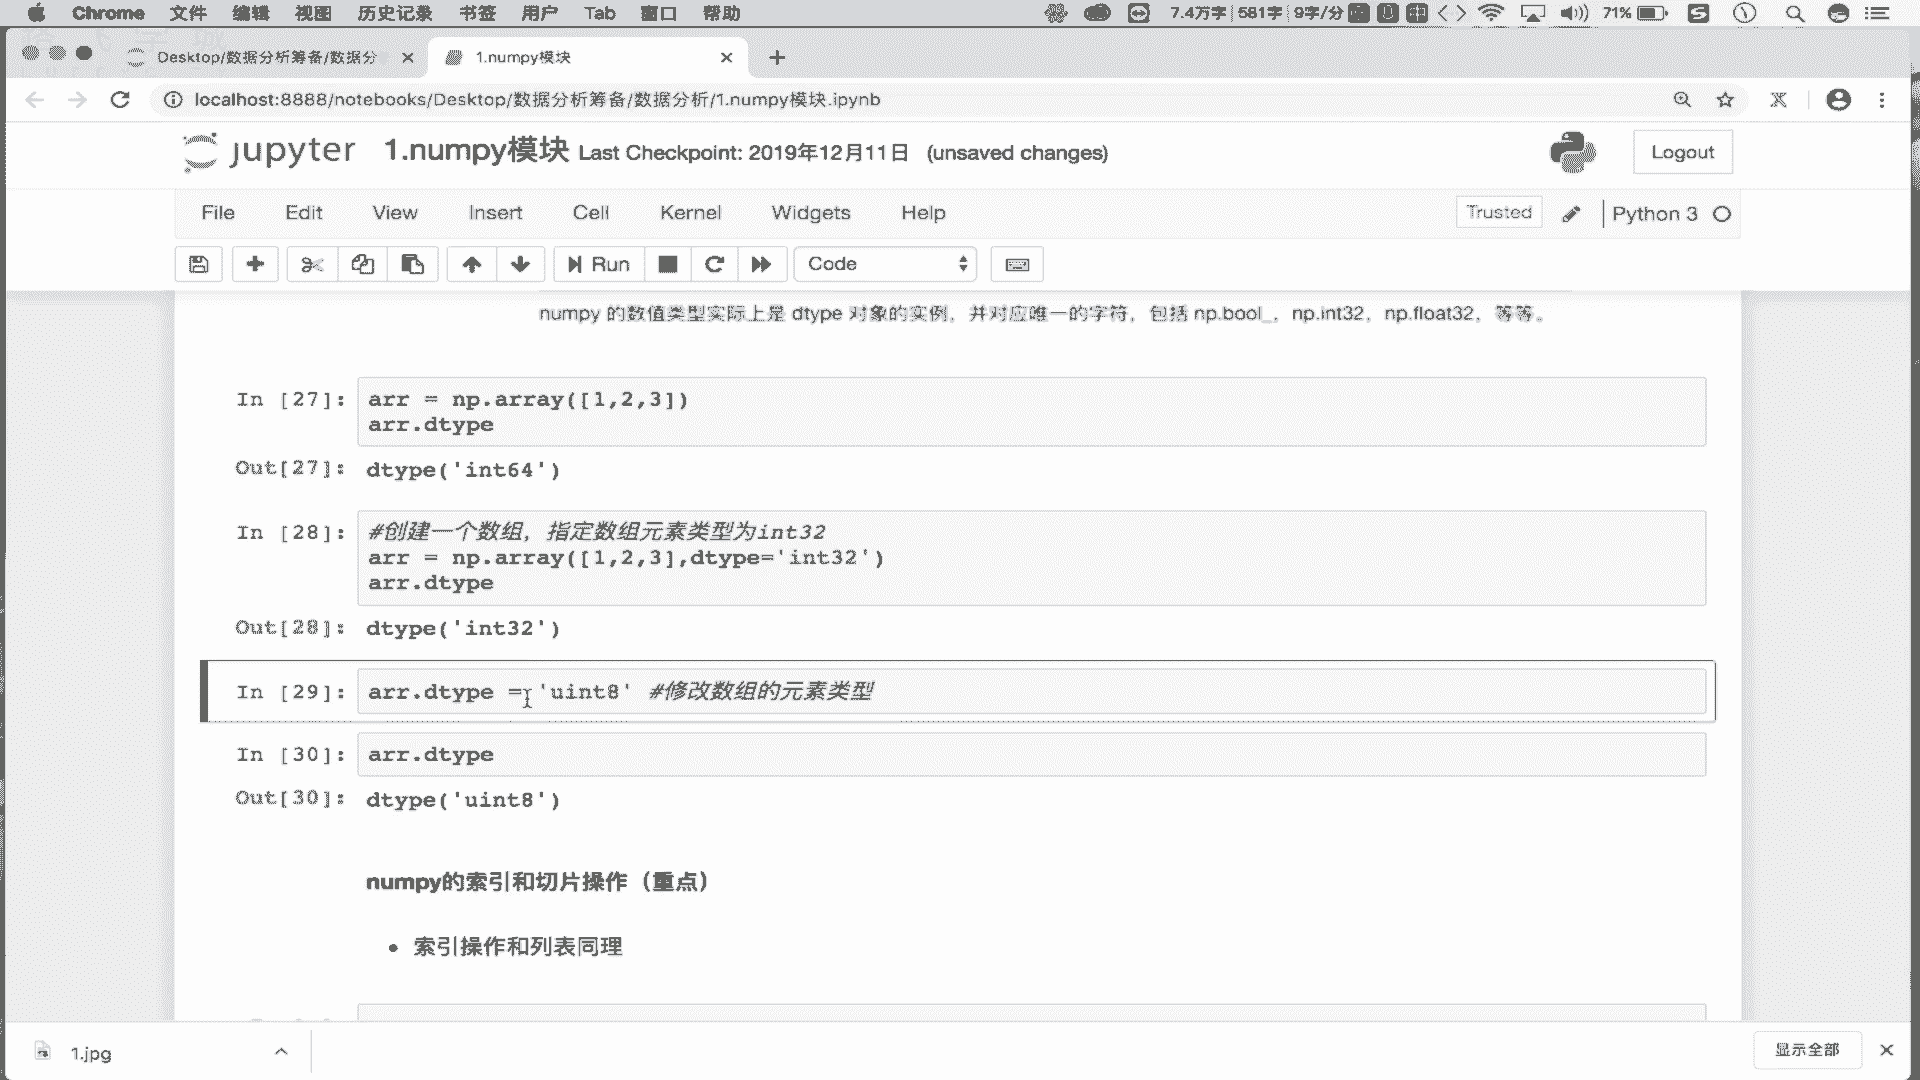 Chrome 文件 编辑 视图 历史记录 书签 用户 Tab 窗口 帮助 7.4万字 581字 9字/分 中 71% S
Desktop/数据分析筹备/数据分 1.numpy模块
localhost:8888/notebooks/Desktop/数据分析筹备/数据分析/1.numpy模块.ipynb
jupyter 1.numpy模块 Last Checkpoint: 2019年12月11日 (unsaved changes) Logout
File Edit View Insert Cell Kernel Widgets Help Trusted Python 3
Run Code
numpy 的数值类型实际上是 dtype 对象的实例，并对应唯一的字符，包括 np.bool_，np.int32，np.float32，等等。
In [27]: arr = np.array([1,2,3])
arr.dtype
Out[27]: dtype('int64')
In [28]: #创建一个数组，指定数组元素类型为int32
arr = np.array([1,2,3],dtype='int32')
arr.dtype
Out[28]: dtype('int32')
In [29]: arr.dtype = 'uint8' #修改数组的元素类型
In [30]: arr.dtype
Out[30]: dtype('uint8')
numpy的索引和切片操作（重点）
• 索引操作和列表同理
1.jpg 显示全部